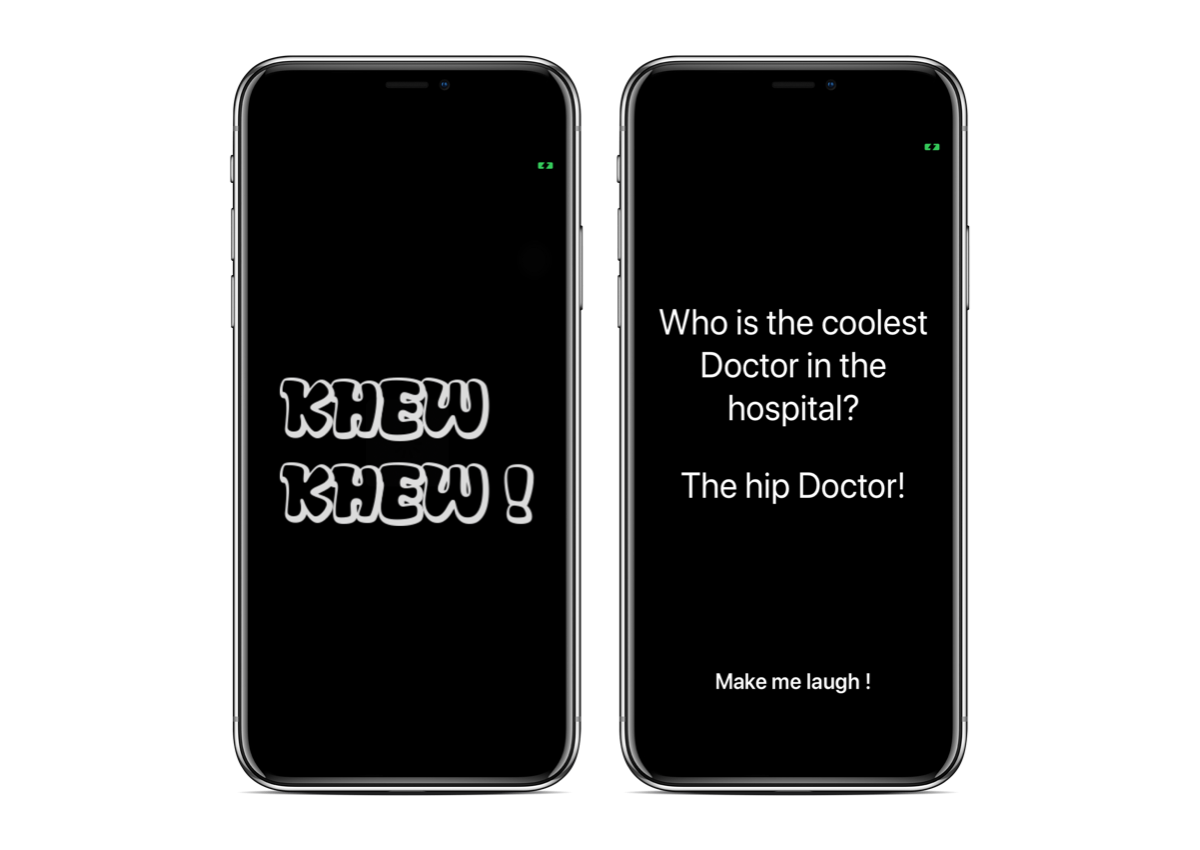 KHEW
KHEW !
Who is the coolest
Doctor in the
hospital?
The hip Doctor!
Make me laugh !